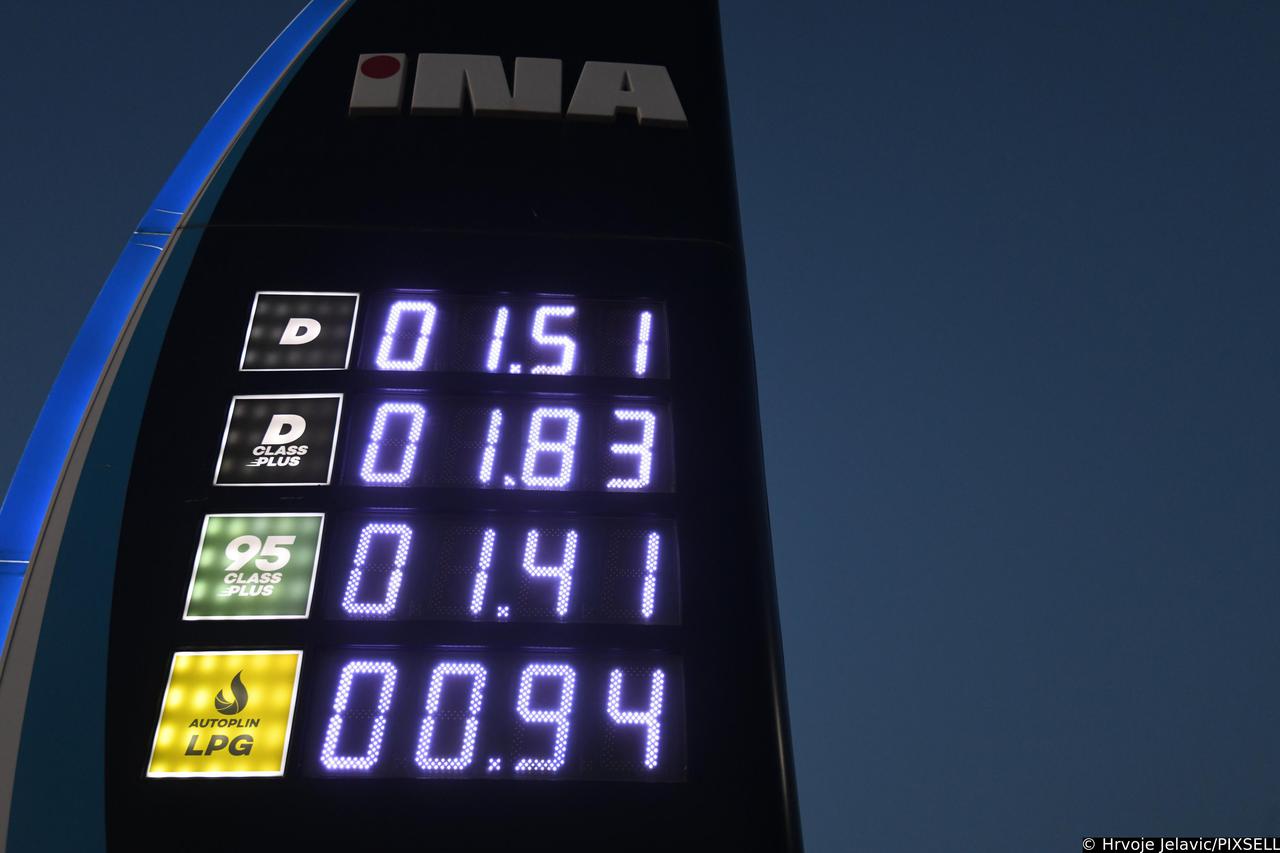 INA
D 01.51
D CLASS PLUS 01.83
95 CLASS PLUS 01.41
AUTOPLIN LPG 00.94
© Hrvoje Jelavic/PIXSELL